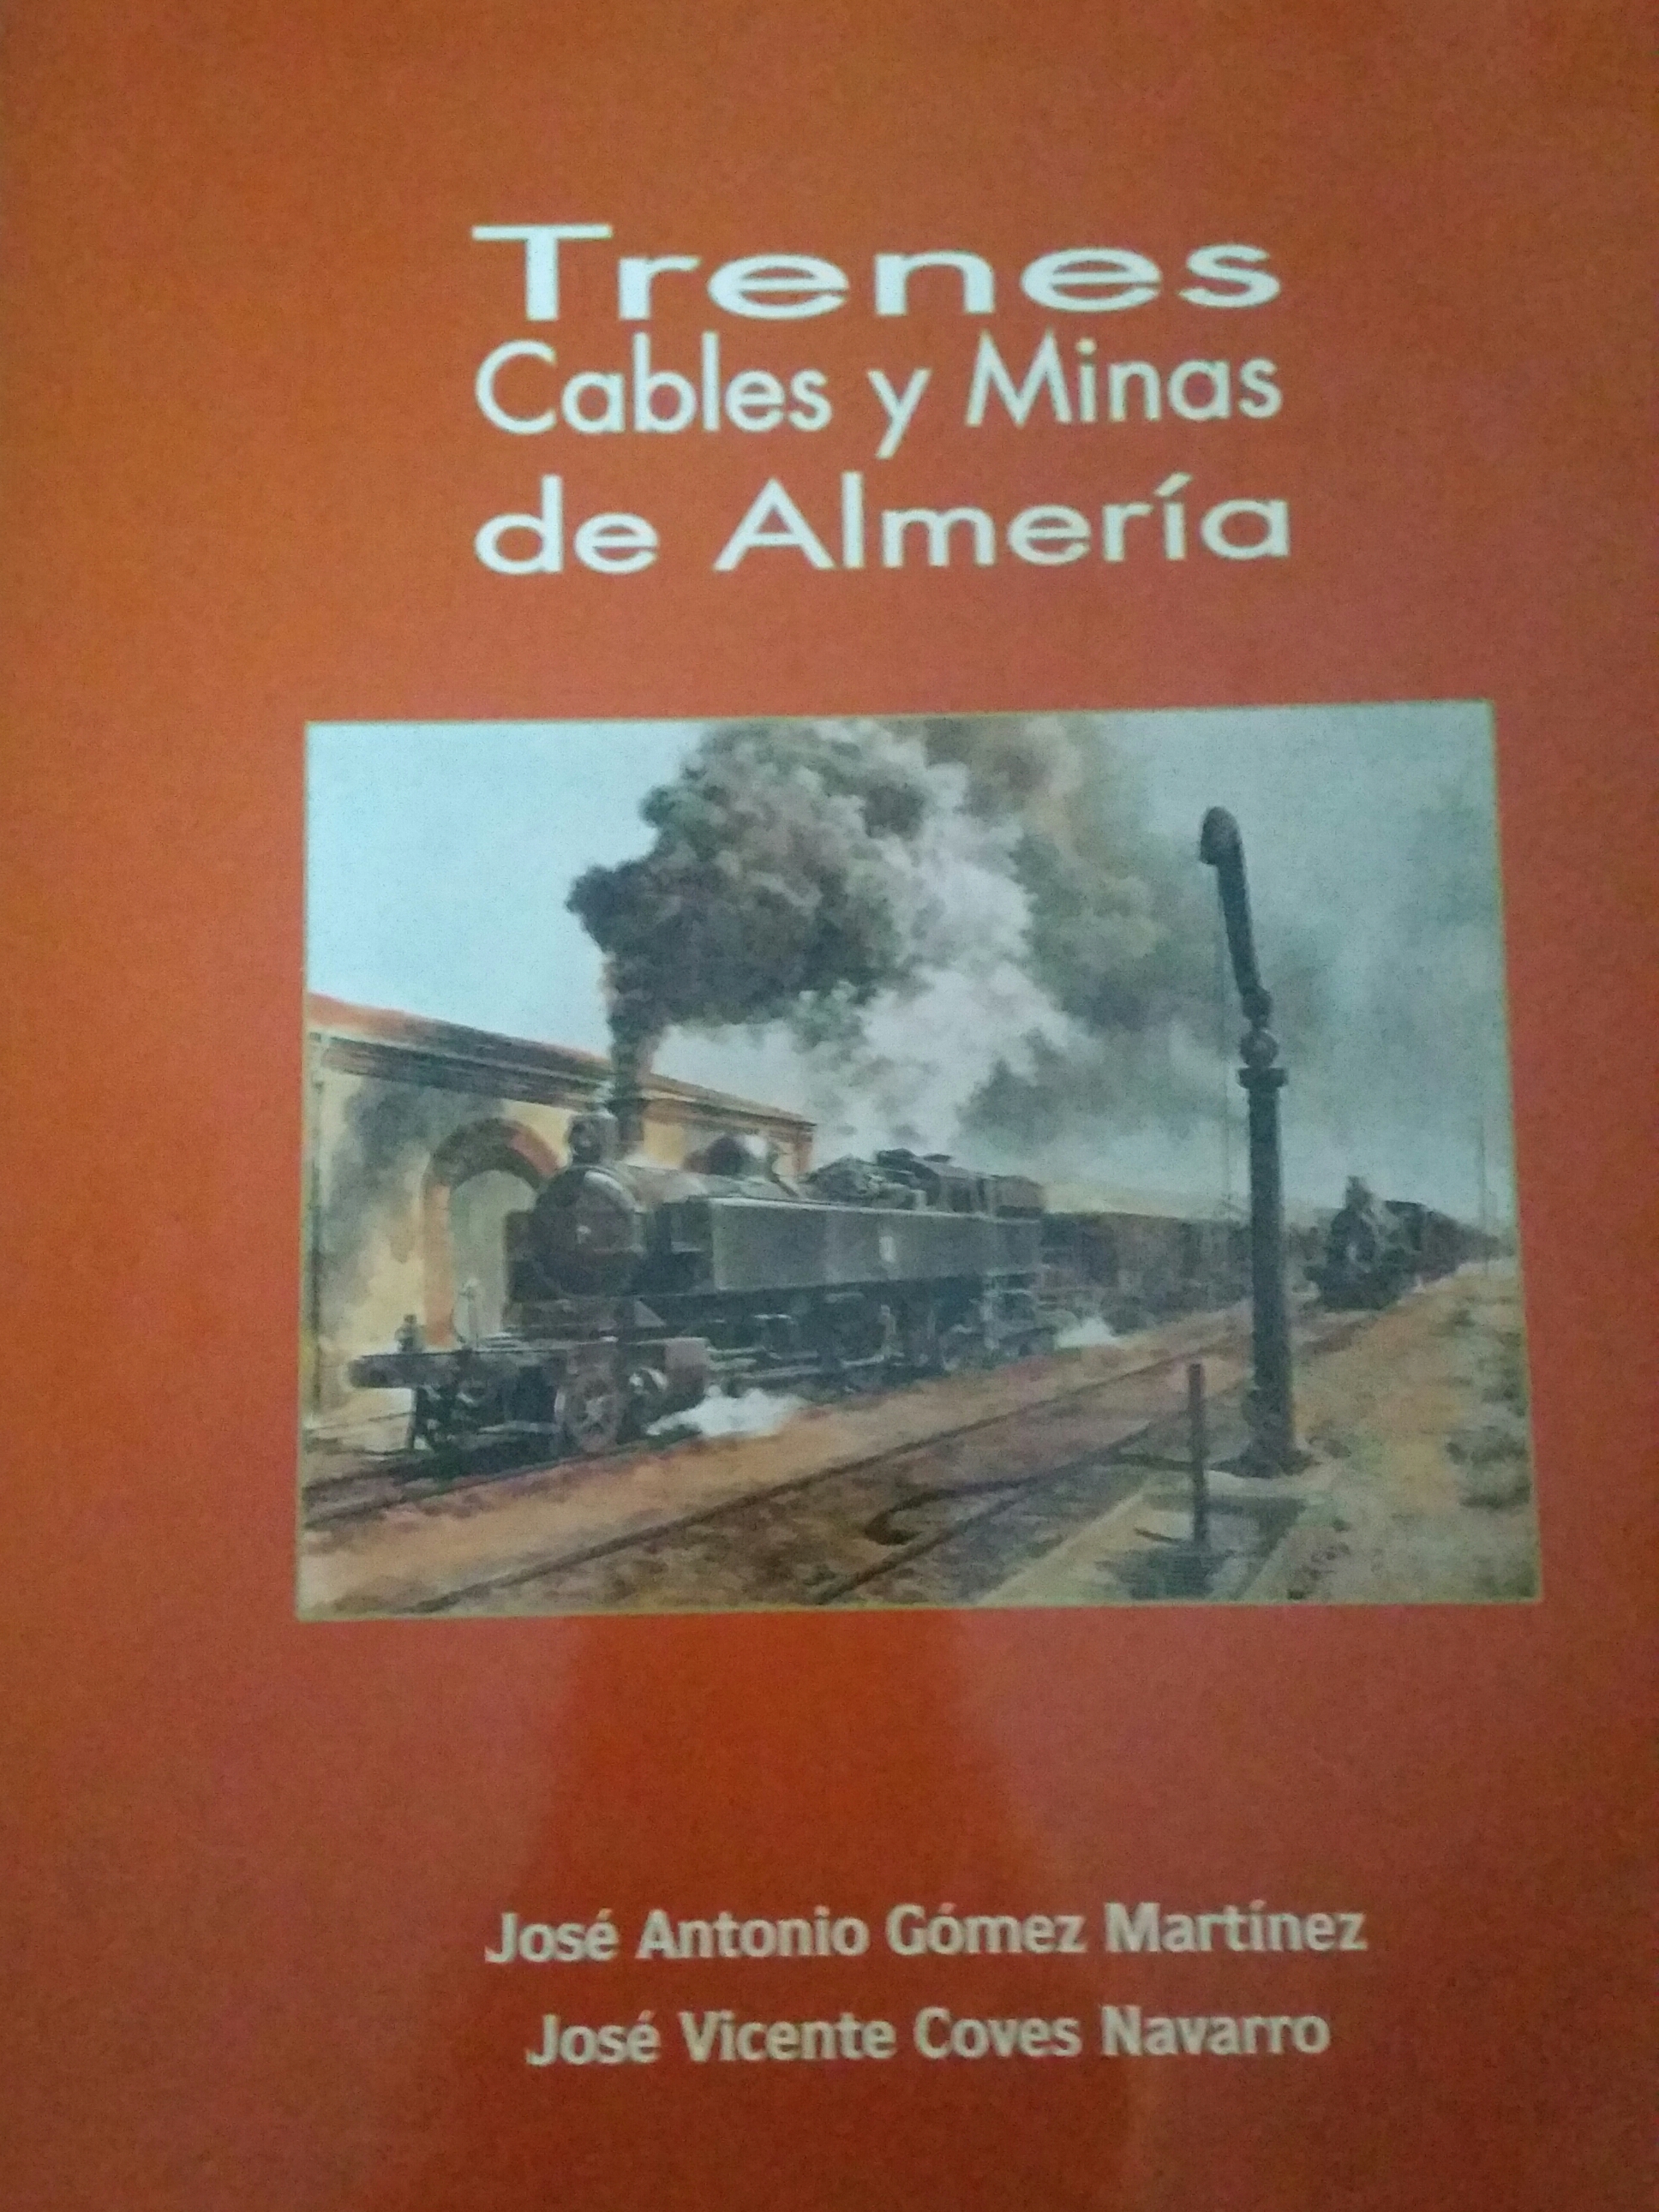 Trenes
Cables y Minas
de Almería
José Antonio Gómez Martínez
José Vicente Coves Navarro